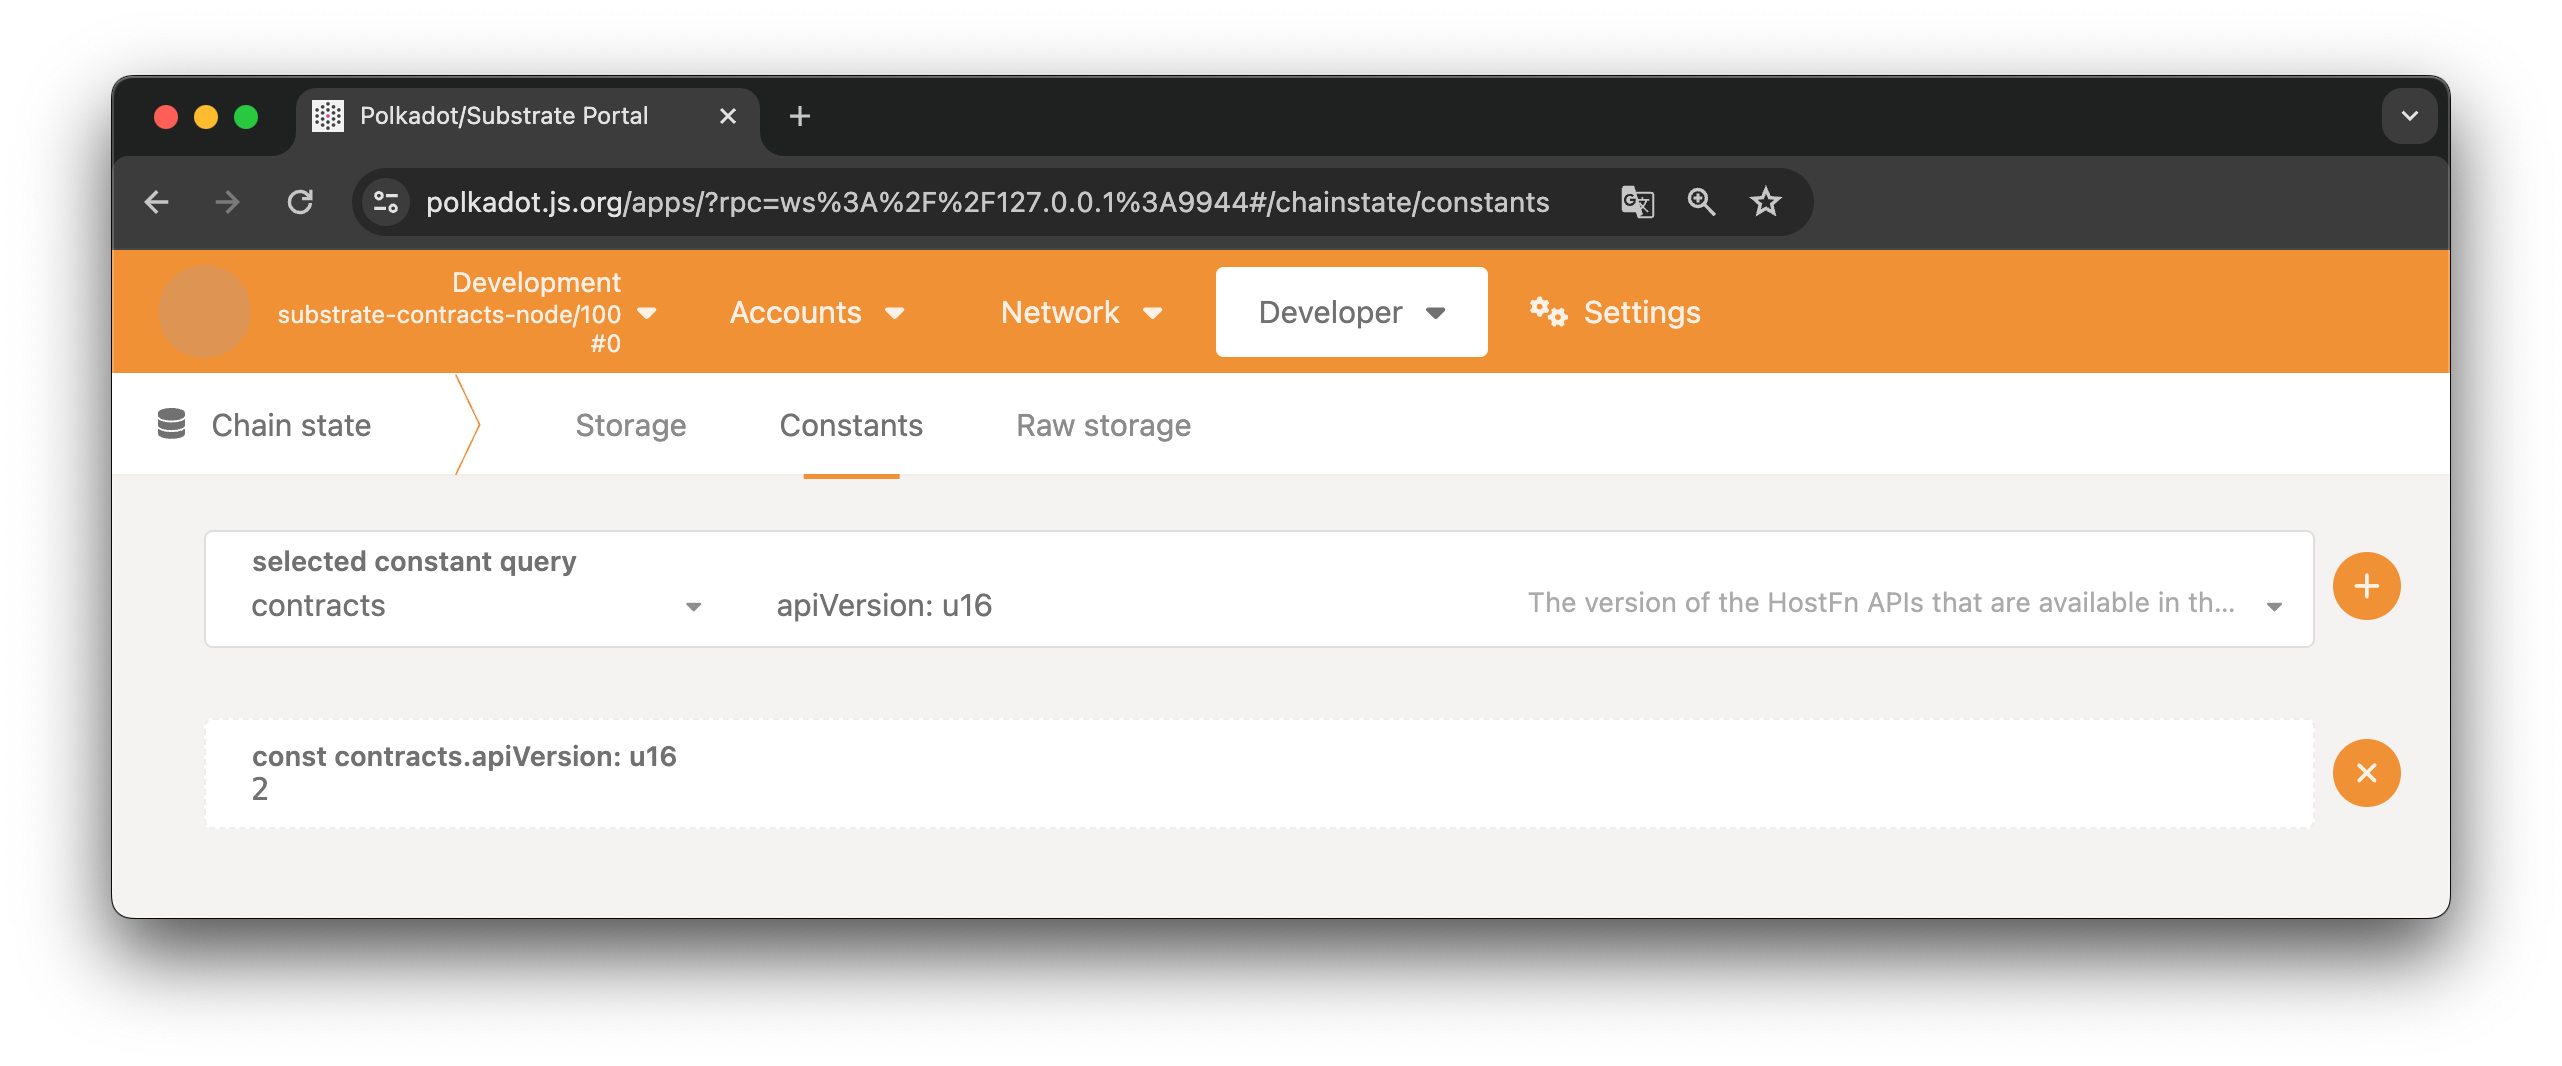 Polkadot/Substrate Portal
polkadot.js.org/apps/?rpc=ws%3A%2F%2F127.0.0.1%3A9944#/chainstate/constants
Development
substrate-contracts-node/100
#0
Accounts
Network
Developer
Settings
Chain state
Storage
Constants
Raw storage
selected constant query
contracts
apiVersion: u16
The version of the HostFn APIs that are available in th...
const contracts.apiVersion: u16
2